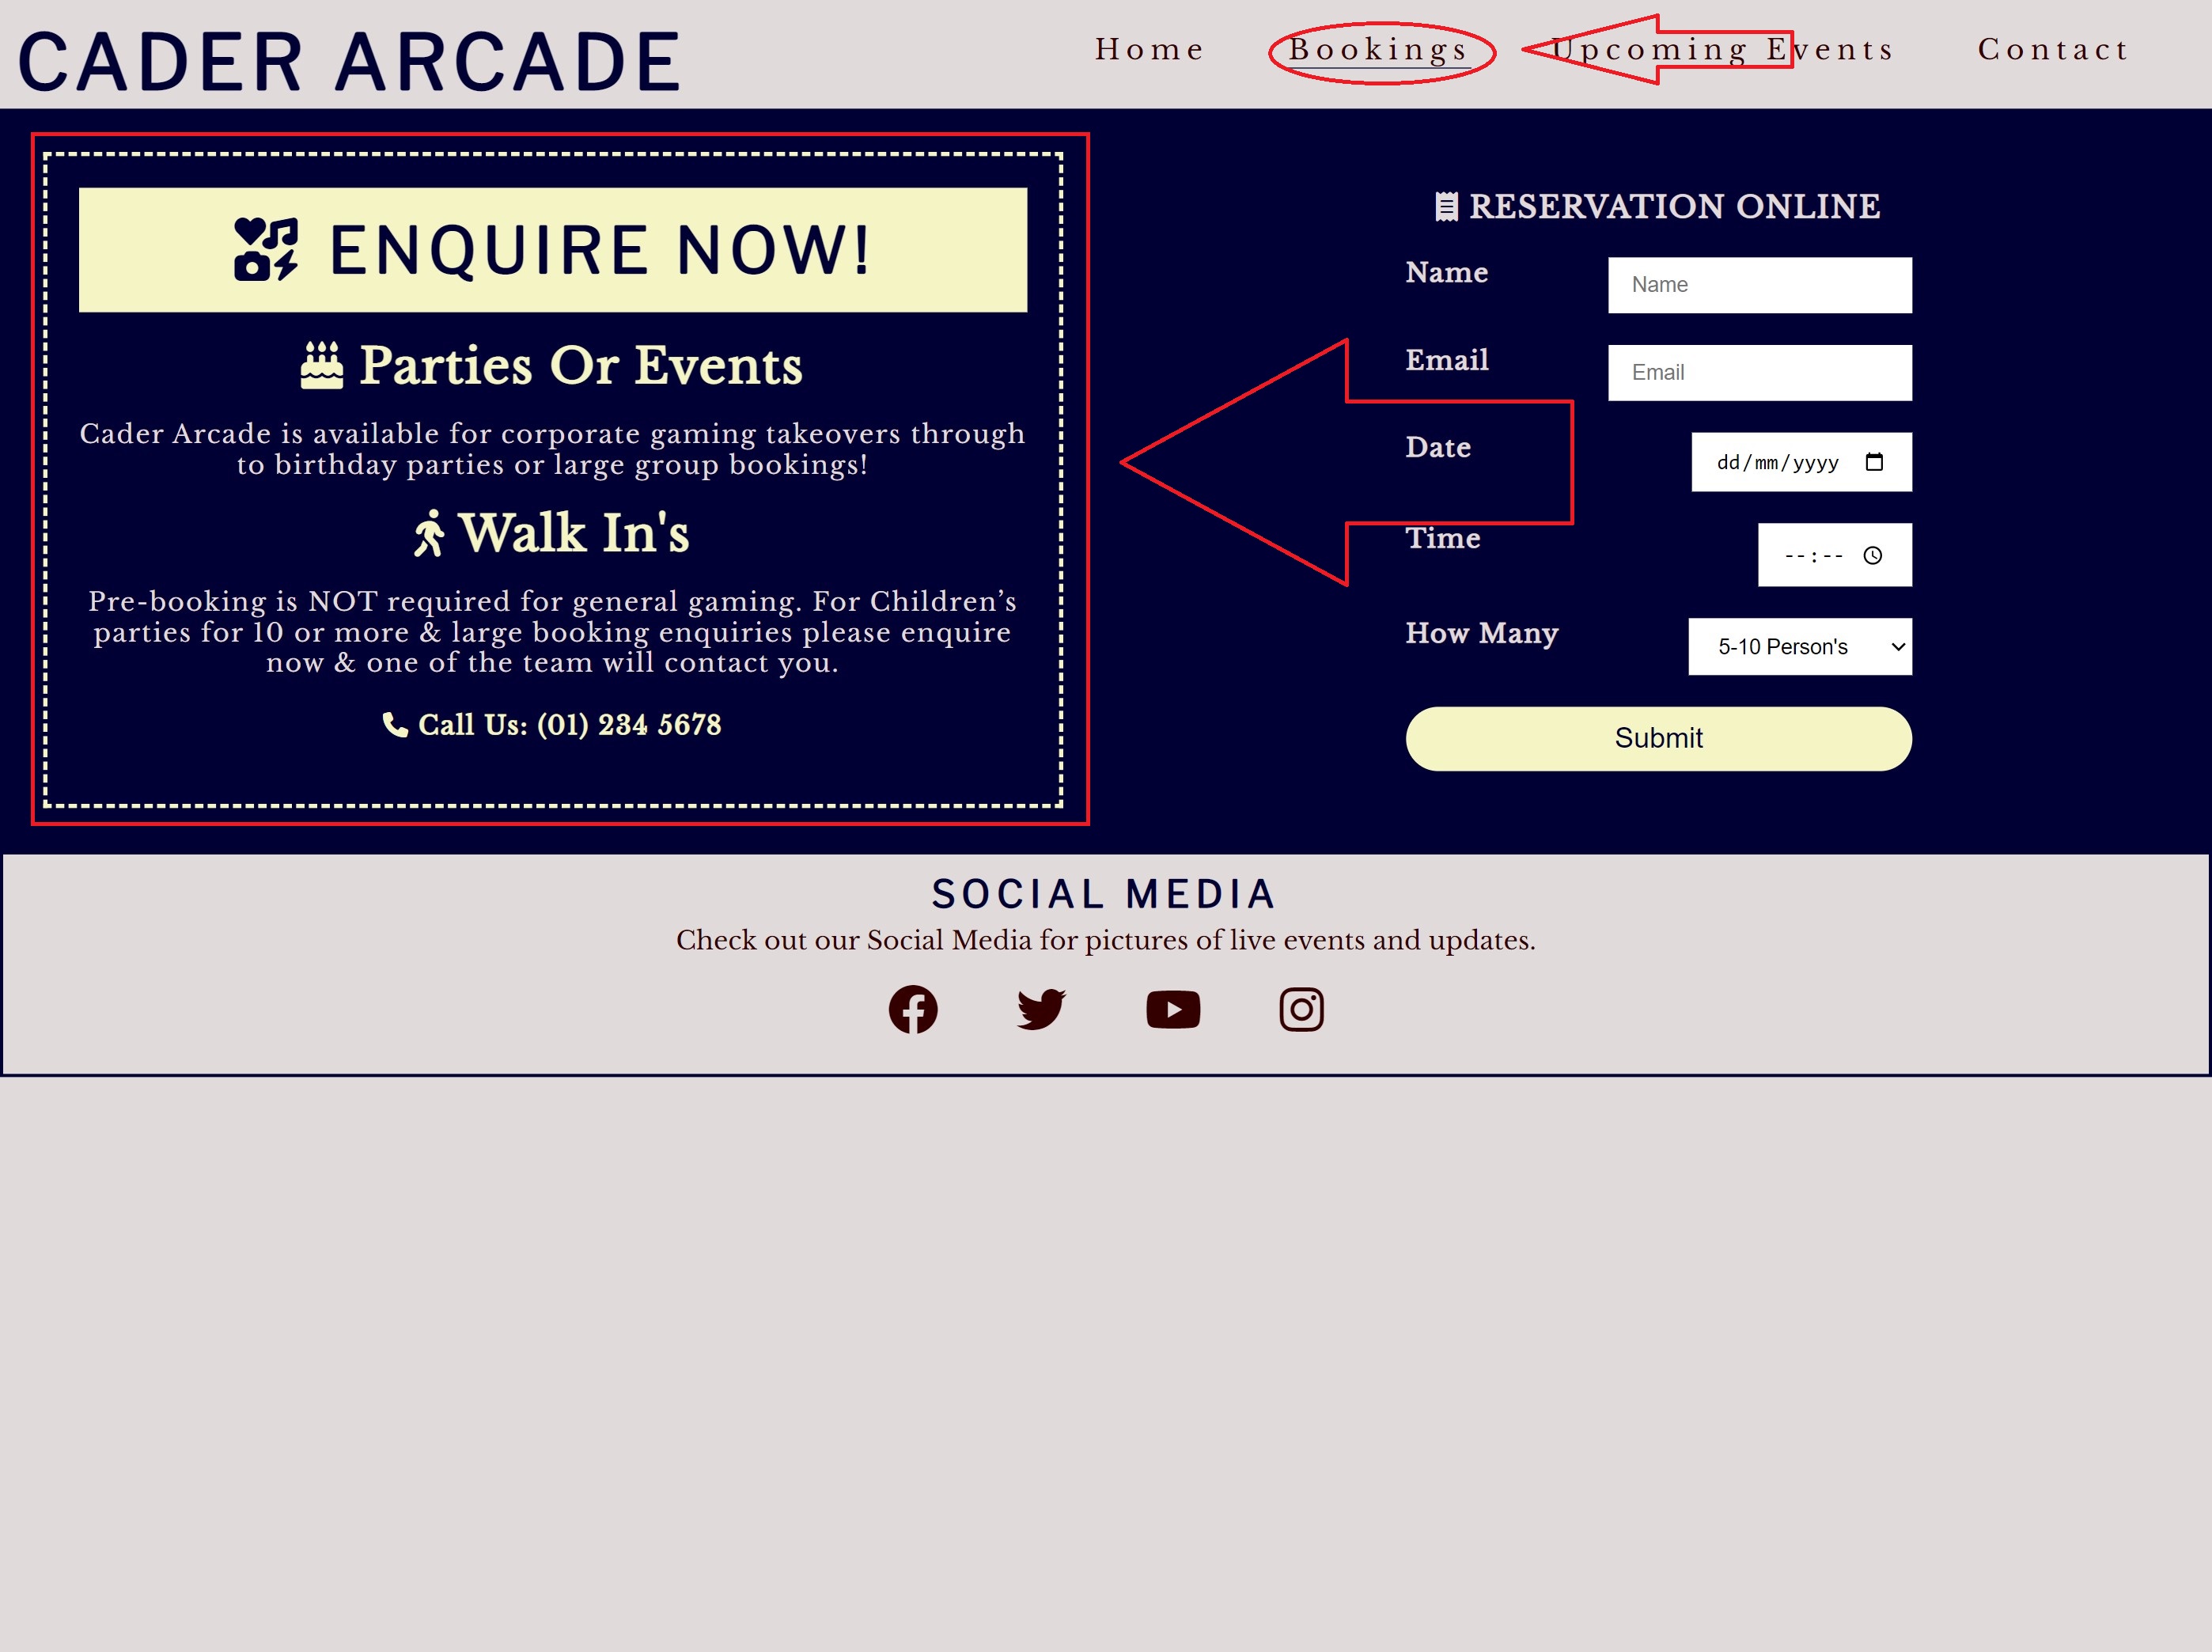 CADER ARCADE
Home Bookings Upcoming Events Contact
ENQUIRE NOW!
Parties Or Events
Cader Arcade is available for corporate gaming takeovers through
to birthday parties or large group bookings!
Walk In's
Pre-booking is NOT required for general gaming. For Children’s
parties for 10 or more & large booking enquiries please enquire
now & one of the team will contact you.
Call Us: (01) 234 5678
RESERVATION ONLINE
Name Name
Email Email
Date dd/mm/yyyy
Time --:--
How Many 5-10 Person's
Submit
SOCIAL MEDIA
Check out our Social Media for pictures of live events and updates.